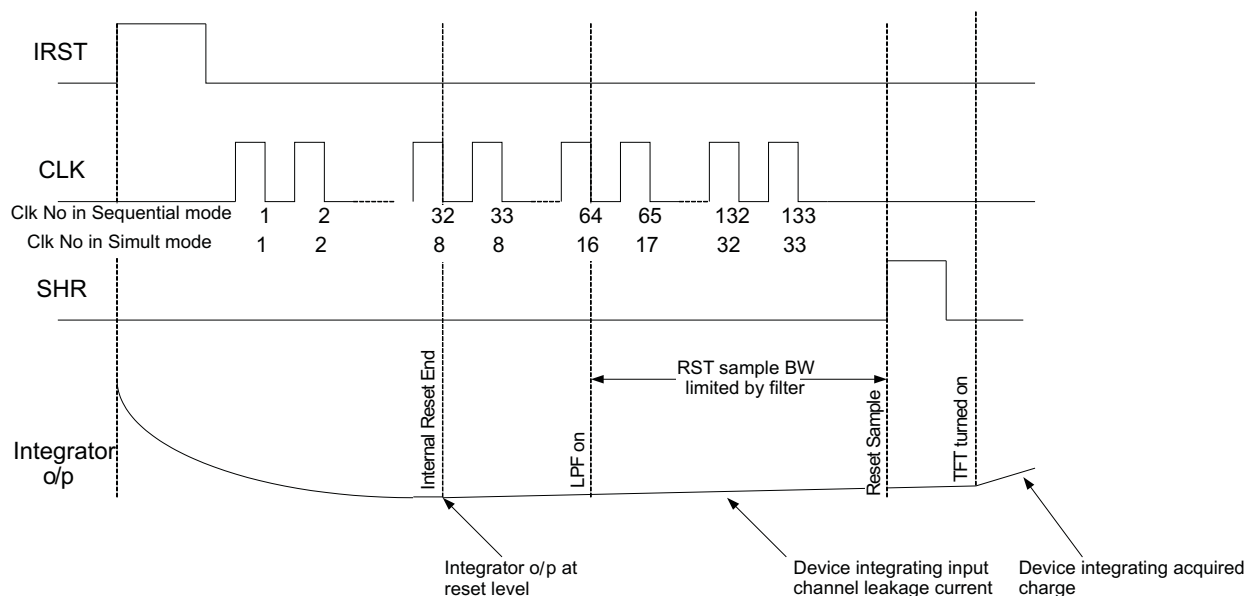 IRST
CLK
Clk No in Sequential mode 1 2 32 33 64 65 132 133
Clk No in Simult mode 1 2 8 8 16 17 32 33
SHR
Internal Reset End
LPF on
RST sample BW
limited by filter
Reset Sample
TFT turned on
Integrator
o/p
Integrator o/p at
reset level
Device integrating input
channel leakage current
Device integrating acquired
charge